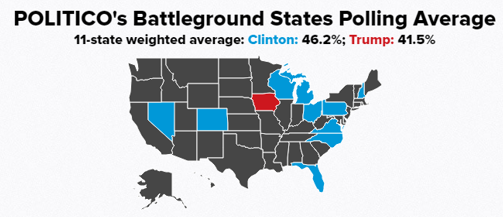 POLITICO's Battleground States Polling Average
11-state weighted average: Clinton: 46.2%; Trump: 41.5%